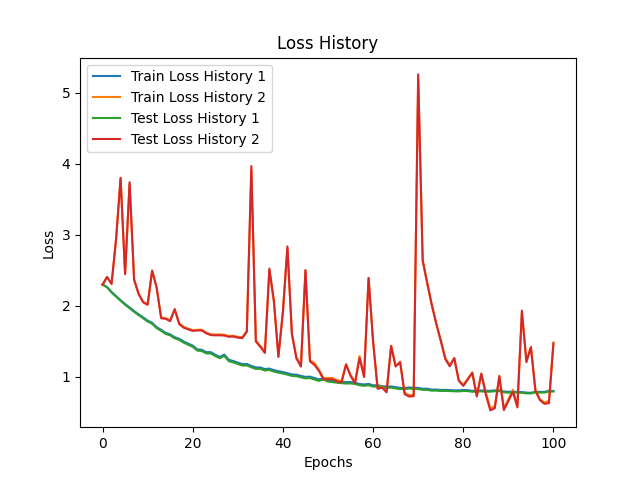 Loss History
Train Loss History 1
Train Loss History 2
Test Loss History 1
Test Loss History 2
5
4
3
2
1
Loss
0
20
40
60
80
100
Epochs